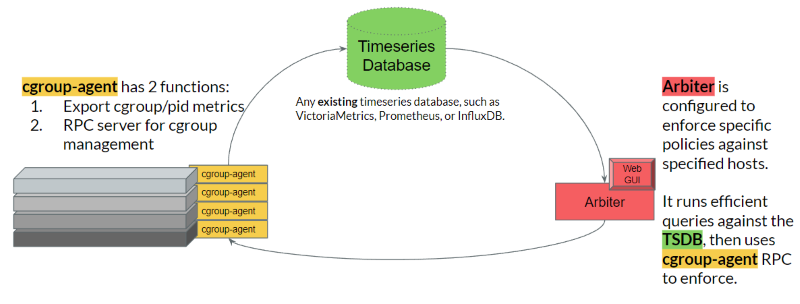 Timeseries
Database
Any existing timeseries database, such as
VictoriaMetrics, Prometheus, or InfluxDB.
cgroup-agent has 2 functions:
1. Export cgroup/pid metrics
2. RPC server for cgroup
management
cgroup-agent
cgroup-agent
cgroup-agent
cgroup-agent
Web
GUI
Arbiter
Arbiter is
configured to
enforce specific
policies against
specified hosts.
It runs efficient
queries against the
TSDB, then uses
cgroup-agent RPC
to enforce.